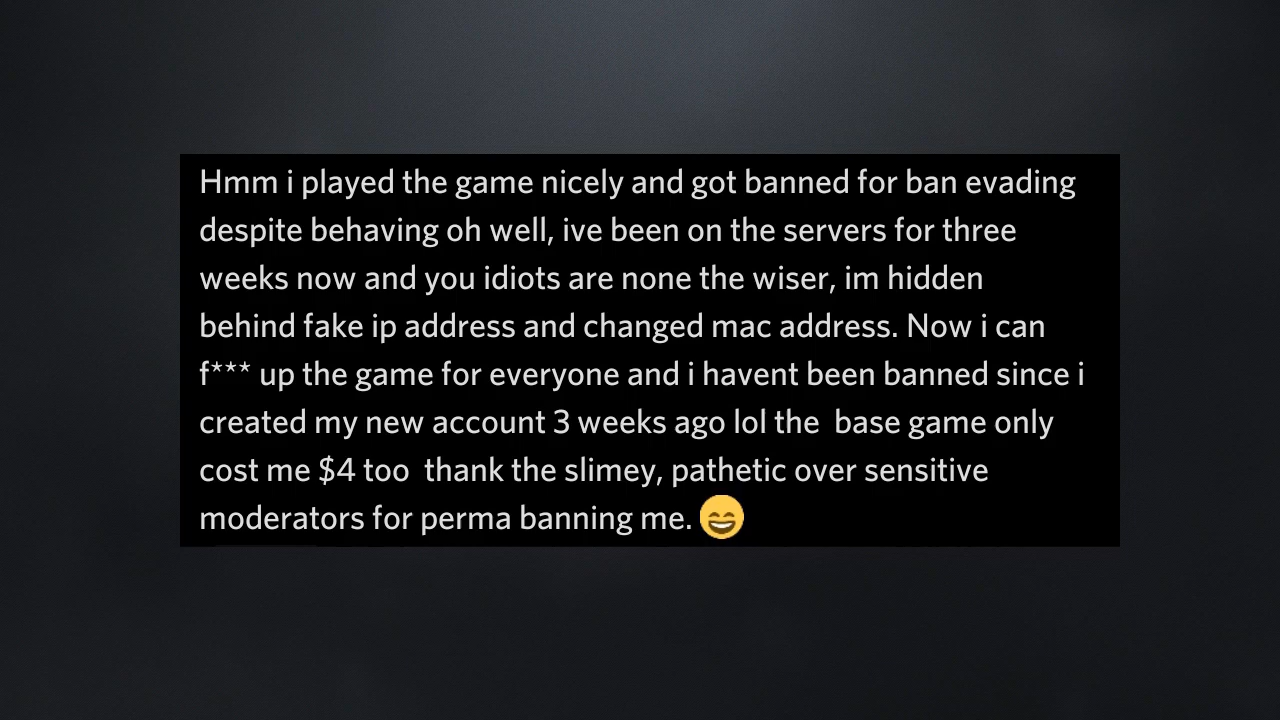 Hmm i played the game nicely and got banned for ban evading
despite behaving oh well, ive been on the servers for three
weeks now and you idiots are none the wiser, im hidden
behind fake ip address and changed mac address. Now i can
f*** up the game for everyone and i havent been banned since i
created my new account 3 weeks ago lol the  base game only
cost me $4 too  thank the slimey, pathetic over sensitive
moderators for perma banning me. 😄